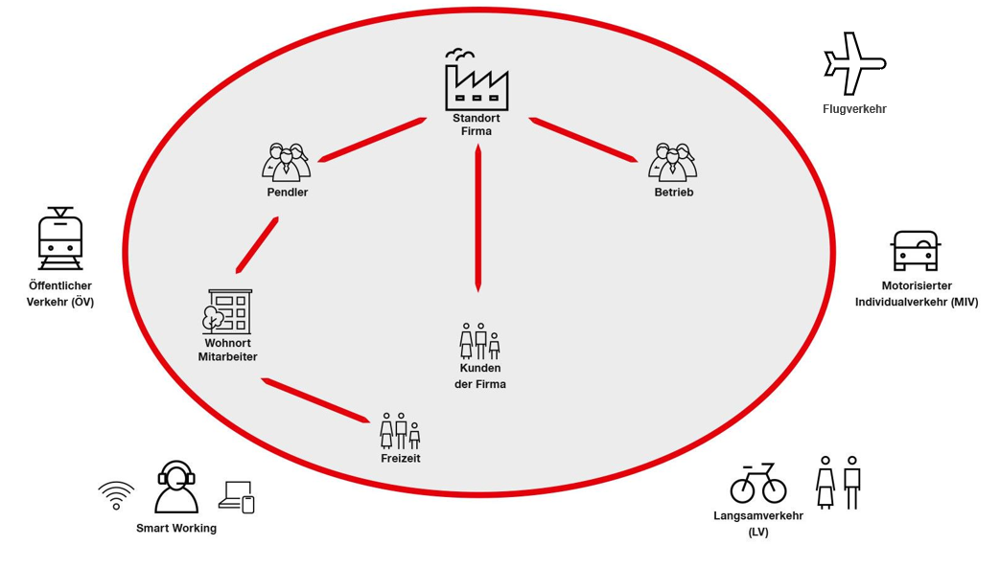 Standort
Firma
Flugverkehr
Pendler
Betrieb
Öffentlicher
Verkehr (ÖV)
Motorisierter
Individualverkehr (MIV)
Wohnort
Mitarbeiter
Kunden
der Firma
Freizeit
Smart Working
Langsamverkehr
(LV)